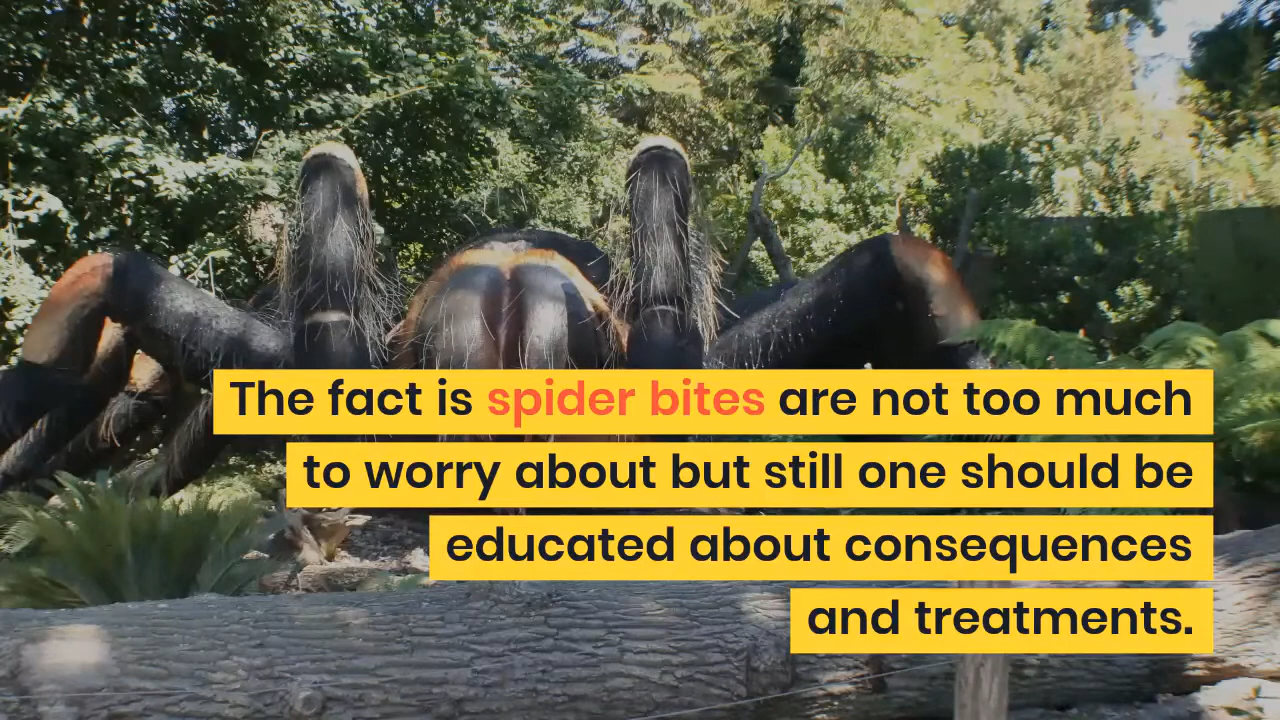 The fact is spider bites are not too much
to worry about but still one should be
educated about consequences
and treatments.